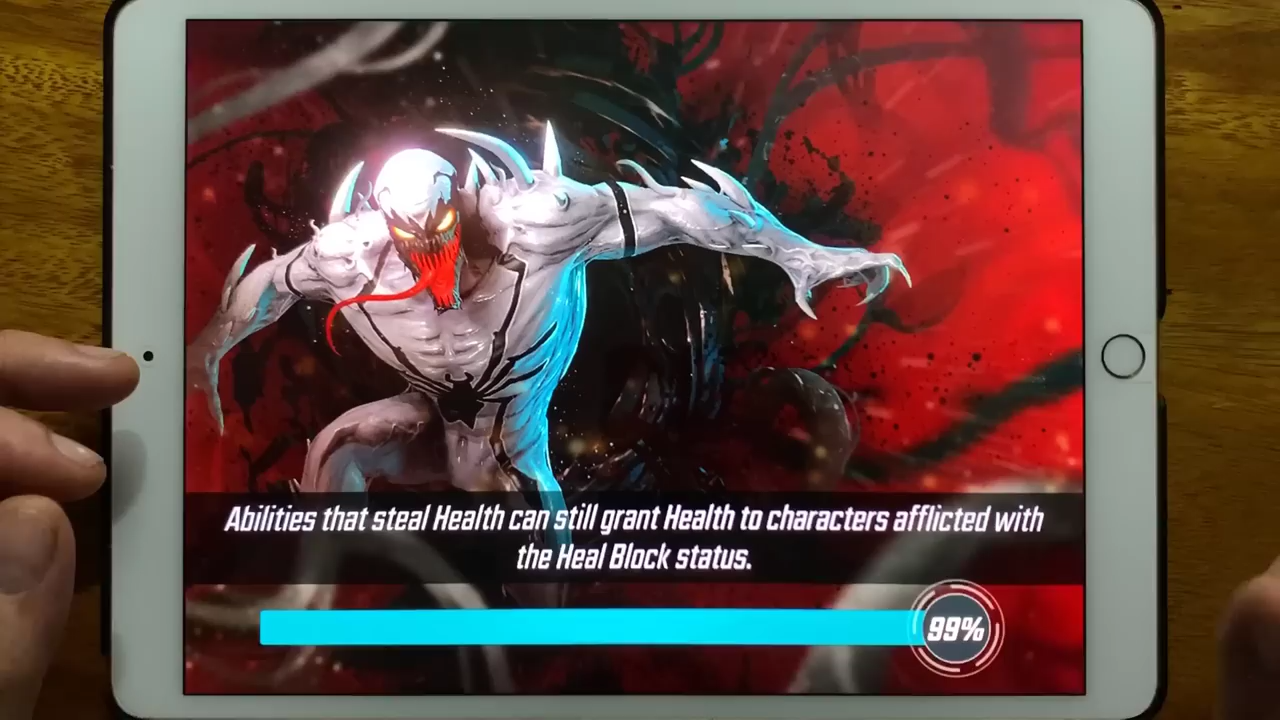 Abilities that steal Health can still grant Health to characters afflicted with
the Heal Block status.
99%